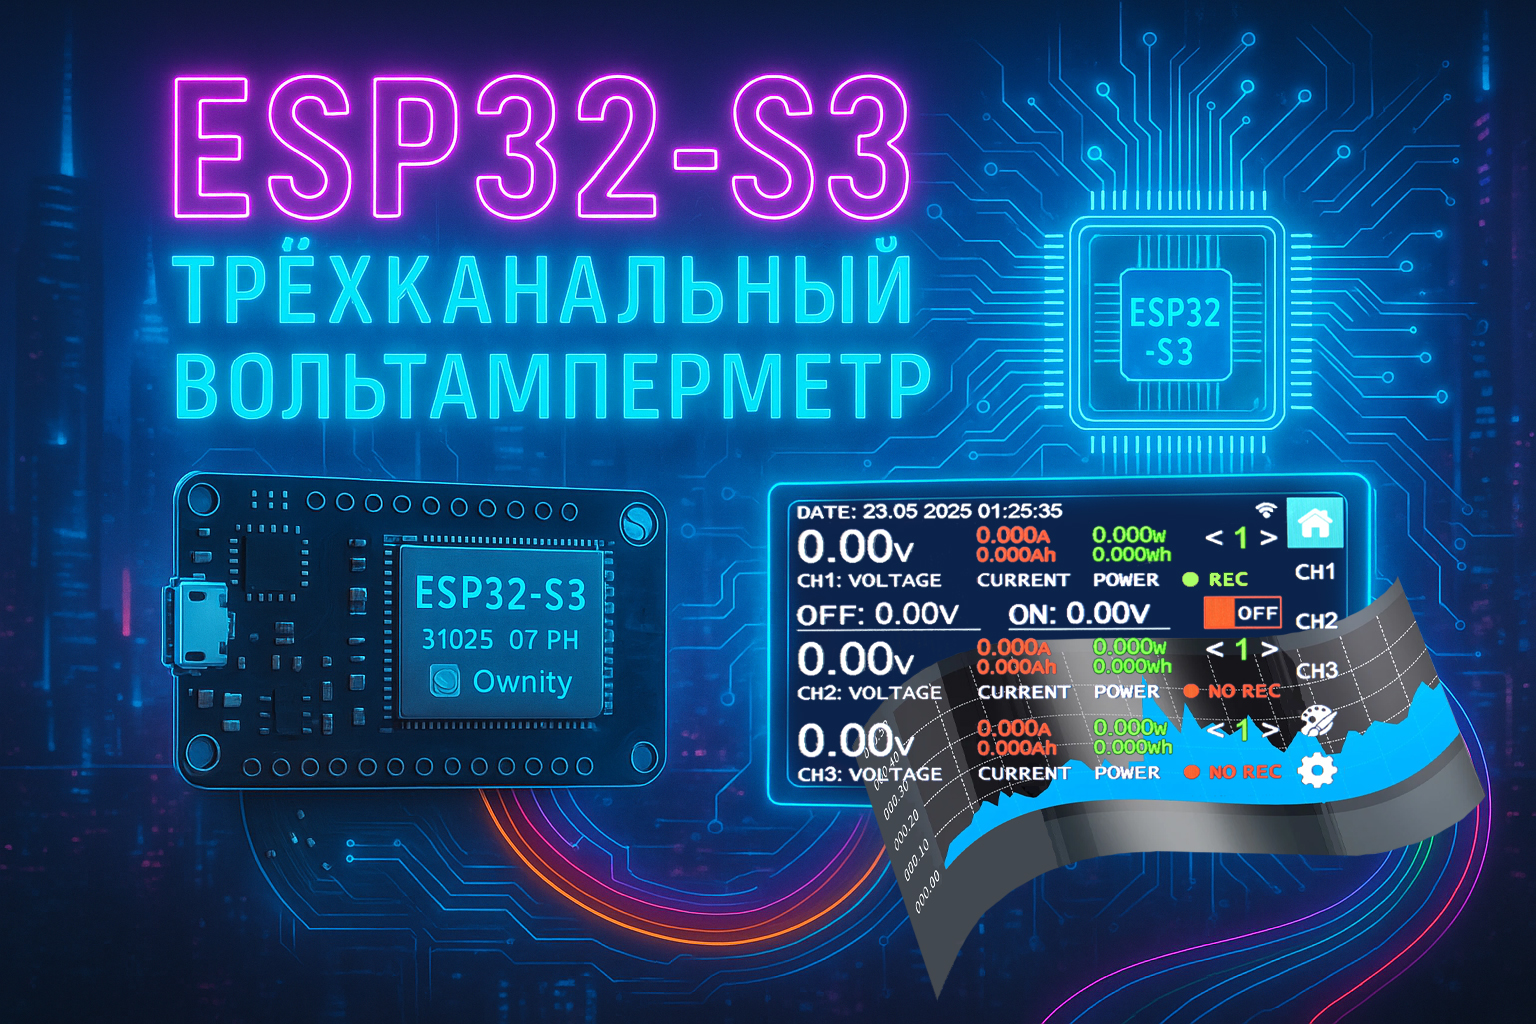 ESP32-S3
ТРЁХКАНАЛЬНЫЙ
ВОЛЬТАМПЕРМЕТР
ESP32
-S3
ESP32-S3
31025 07 PH
Ownity
DATE: 23.05 2025 01:25:35
0.00V 0.000A 0.000W < 1 >
0.000Ah 0.000Wh
CH1: VOLTAGE CURRENT POWER REC
CH1
OFF: 0.00V ON: 0.00V OFF
CH2
0.00V 0.000A 0.000W < 1 >
0.000Ah 0.000Wh
CH3
CH2: VOLTAGE CURRENT POWER NO REC
0.00V 0.000A 0.000W < 1 >
0.000Ah 0.000Wh
CH3: VOLTAGE CURRENT POWER NO REC
000.30
000.20
000.10
000.00